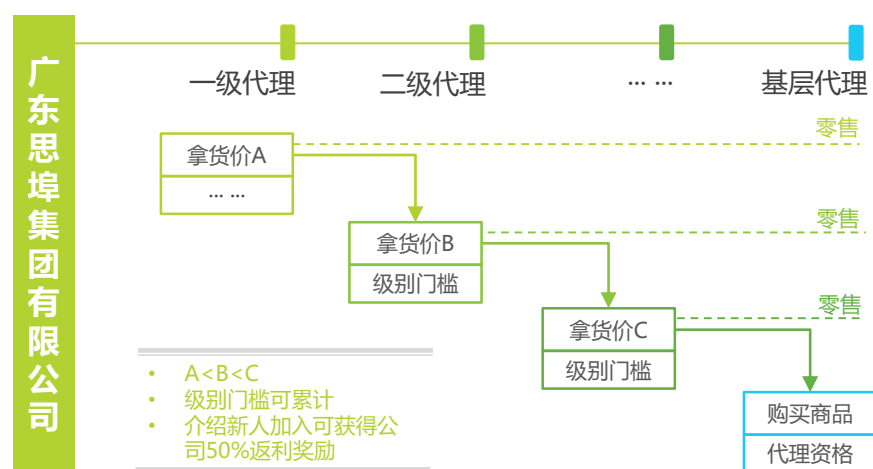 广东思埠集团有限公司
一级代理
二级代理
... ...
基层代理
零售
拿货价A
... ...
零售
拿货价B
级别门槛
零售
拿货价C
级别门槛
• A<B<C
• 级别门槛可累计
• 介绍新人加入可获得公
司50%返利奖励
购买商品
代理资格